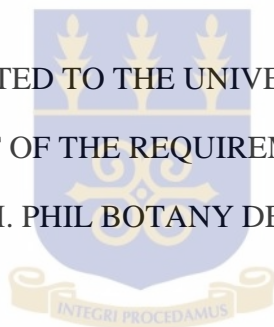 TED TO THE UNIVE
OF THE REQUIREM
PHIL BOTANY DE
INTEGRI PROCEDAMUS